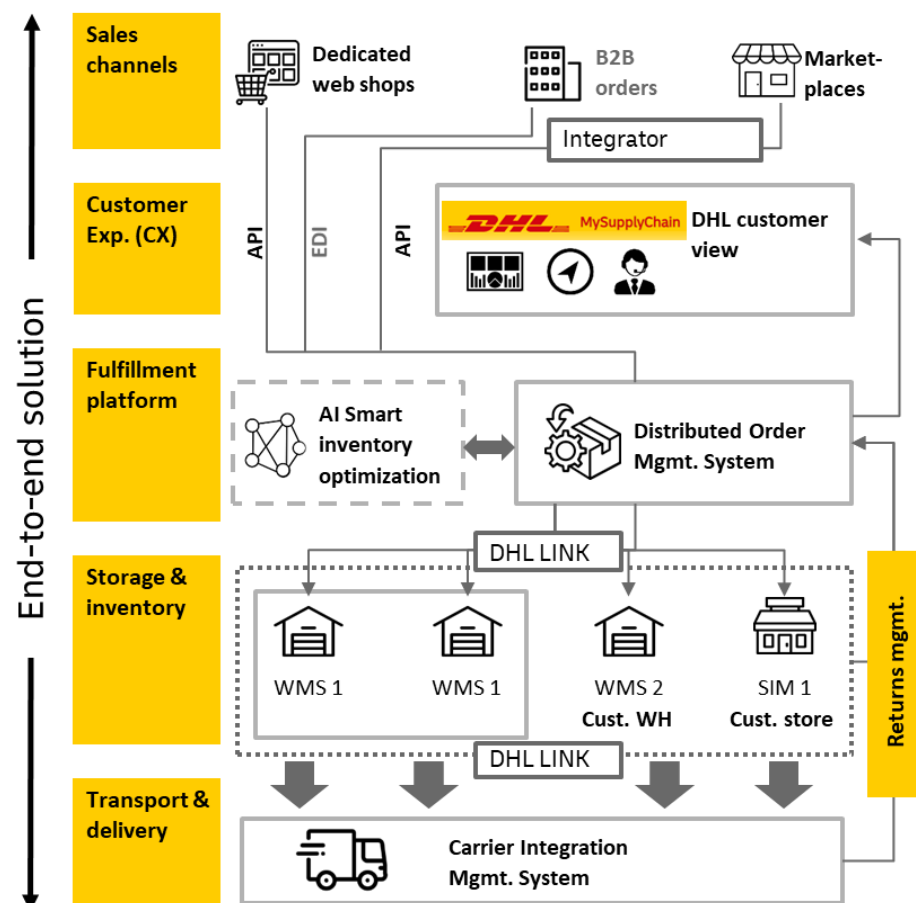 End-to-end solution
Sales
channels
Dedicated
web shops
B2B
orders
Market-
places
Integrator
Customer
Exp. (CX)
API
EDI
API
DHL
MySupplyChain
DHL customer
view
Fulfillment
platform
AI Smart
inventory
optimization
Distributed Order
Mgmt. System
DHL LINK
Storage &
inventory
WMS 1
WMS 1
WMS 2
Cust. WH
SIM 1
Cust. store
Returns mgmt.
DHL LINK
Transport &
delivery
Carrier Integration
Mgmt. System